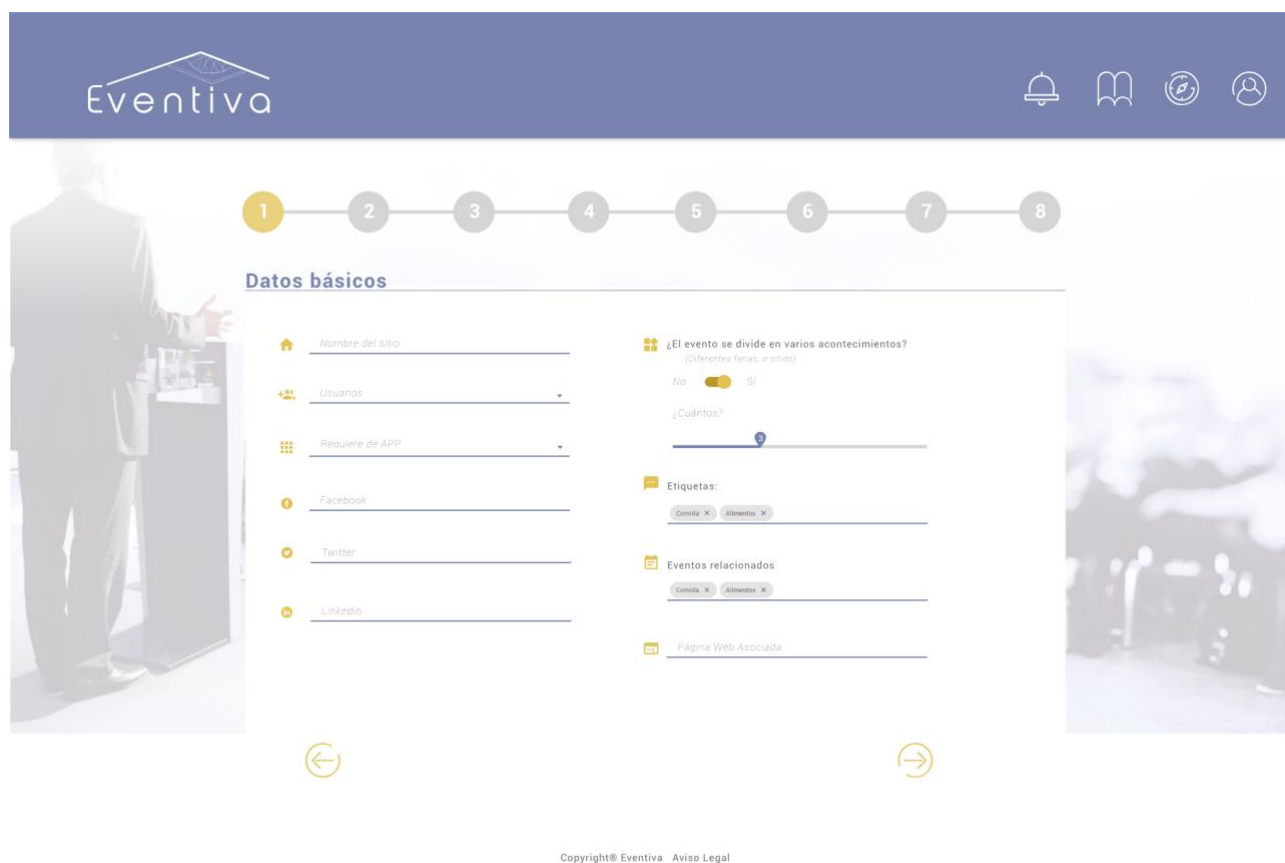 Eventiva
1 2 3 4 5 6 7 8
Datos básicos
Nombre del sitio
Usuarios
Requiere de APP
Facebook
Twitter
Linkedin
¿El evento se divide en varios acontecimientos?
(Diferentes ferias, o sitios)
No Sí
¿Cuántos?
3
Etiquetas:
Comida × Alimentos ×
Eventos relacionados
Comida × Alimentos ×
Página Web Asociada
Copyright® Eventiva Aviso Legal